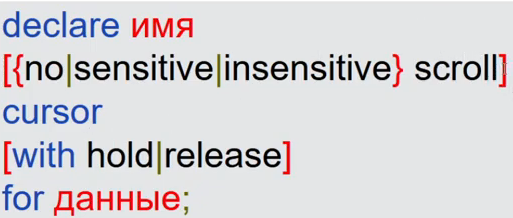 declare имя
[{no|sensitive|insensitive} scroll]
cursor
[with hold|release]
for данные;